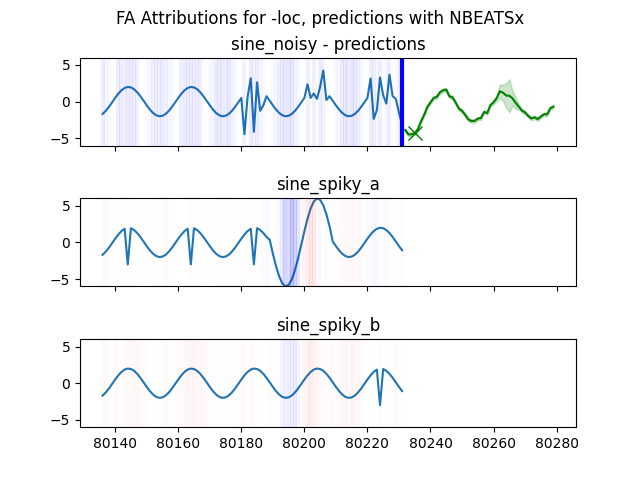 FA Attributions for -loc, predictions with NBEATSx
sine_noisy - predictions
5
0
−5
sine_spiky_a
5
0
−5
sine_spiky_b
5
0
−5
80140 80160 80180 80200 80220 80240 80260 80280